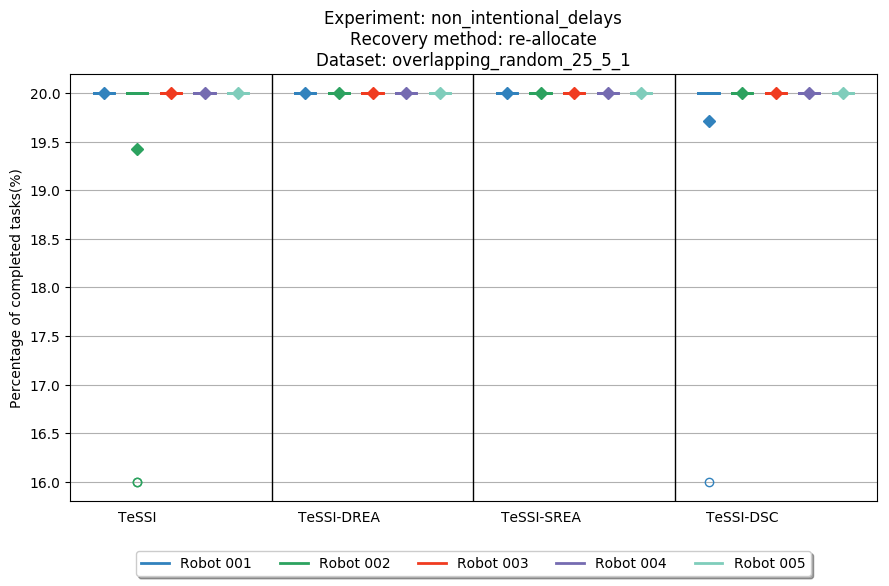 Experiment: non_intentional_delays
Recovery method: re-allocate
Dataset: overlapping_random_25_5_1
Percentage of completed tasks(%)
20.0
19.5
19.0
18.5
18.0
17.5
17.0
16.5
16.0
TeSSI TeSSI-DREA TeSSI-SREA TeSSI-DSC
Robot 001 Robot 002 Robot 003 Robot 004 Robot 005